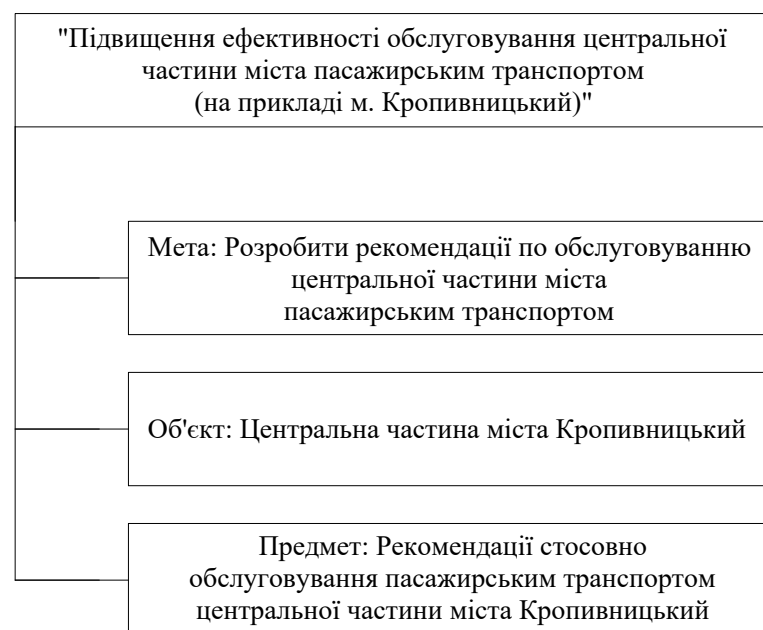 "Підвищення ефективності обслуговування центральної
частини міста пасажирським транспортом
(на прикладі м. Кропивницький)"
Мета: Розробити рекомендації по обслуговуванню
центральної частини міста
пасажирським транспортом
Об'єкт: Центральна частина міста Кропивницький
Предмет: Рекомендації стосовно
обслуговування пасажирським транспортом
центральної частини міста Кропивницький